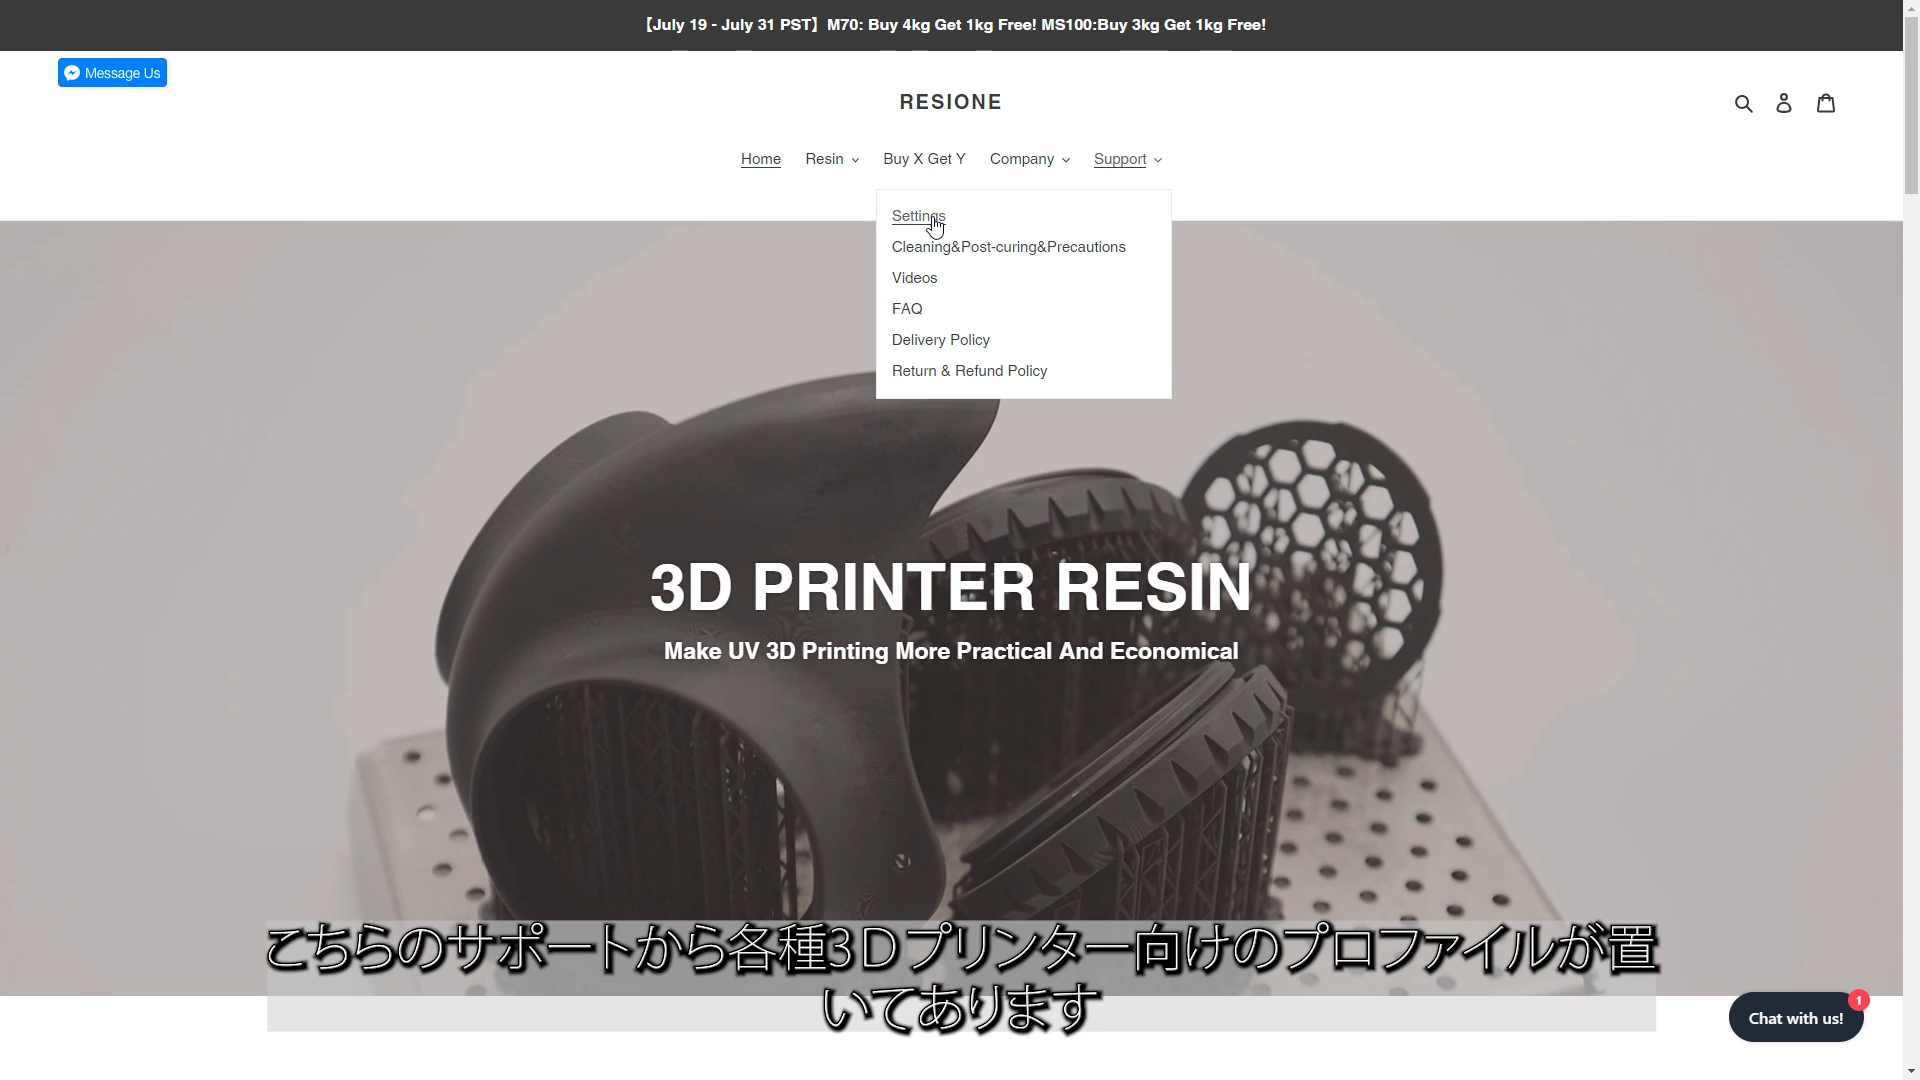 【July 19 - July 31 PST】M70: Buy 4kg Get 1kg Free! MS100:Buy 3kg Get 1kg Free!
Message Us
RESIONE
Home Resin Buy X Get Y Company Support
Settings
Cleaning&Post-curing&Precautions
Videos
FAQ
Delivery Policy
Return & Refund Policy
3D PRINTER RESIN
Make UV 3D Printing More Practical And Economical
こちらのサポートから各種3Dプリンター向けのプロファイルが置
いてあります
1
Chat with us!